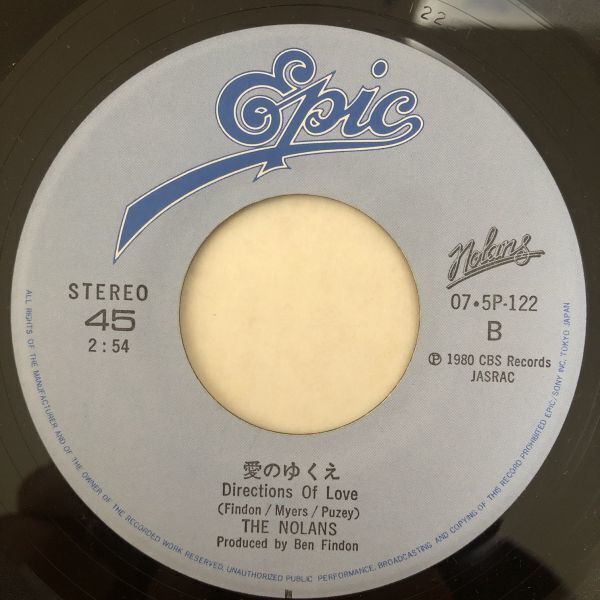 22
Epic
Nolans
STEREO
45
2:54
07•5P-122
B
Ⓟ 1980 CBS Records
JASRAC
愛のゆくえ
Directions Of Love
(Findon / Myers / Puzey)
THE NOLANS
Produced by Ben Findon
ALL RIGHTS OF THE MANUFACTURER AND OF THE OWNER OF THE RECORDED WORK RESERVED. UNAUTHORIZED PUBLIC PERFORMANCE, BROADCASTING AND COPYING OF THIS RECORD PROHIBITED EPIC/SONY INC. TOKYO JAPAN